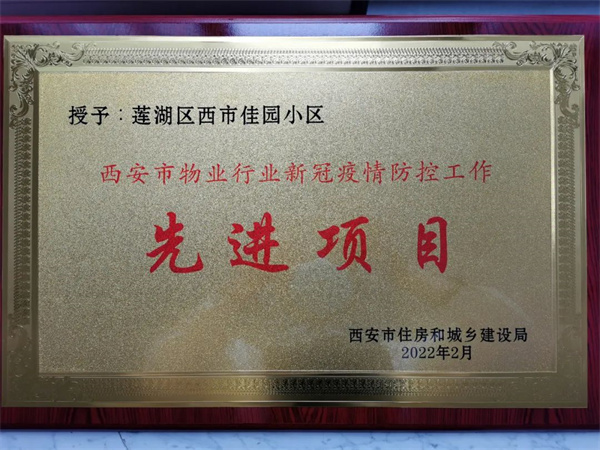 授予：莲湖区西市佳园小区
西安市物业行业新冠疫情防控工作
先进项目
西安市住房和城乡建设局
2022年2月